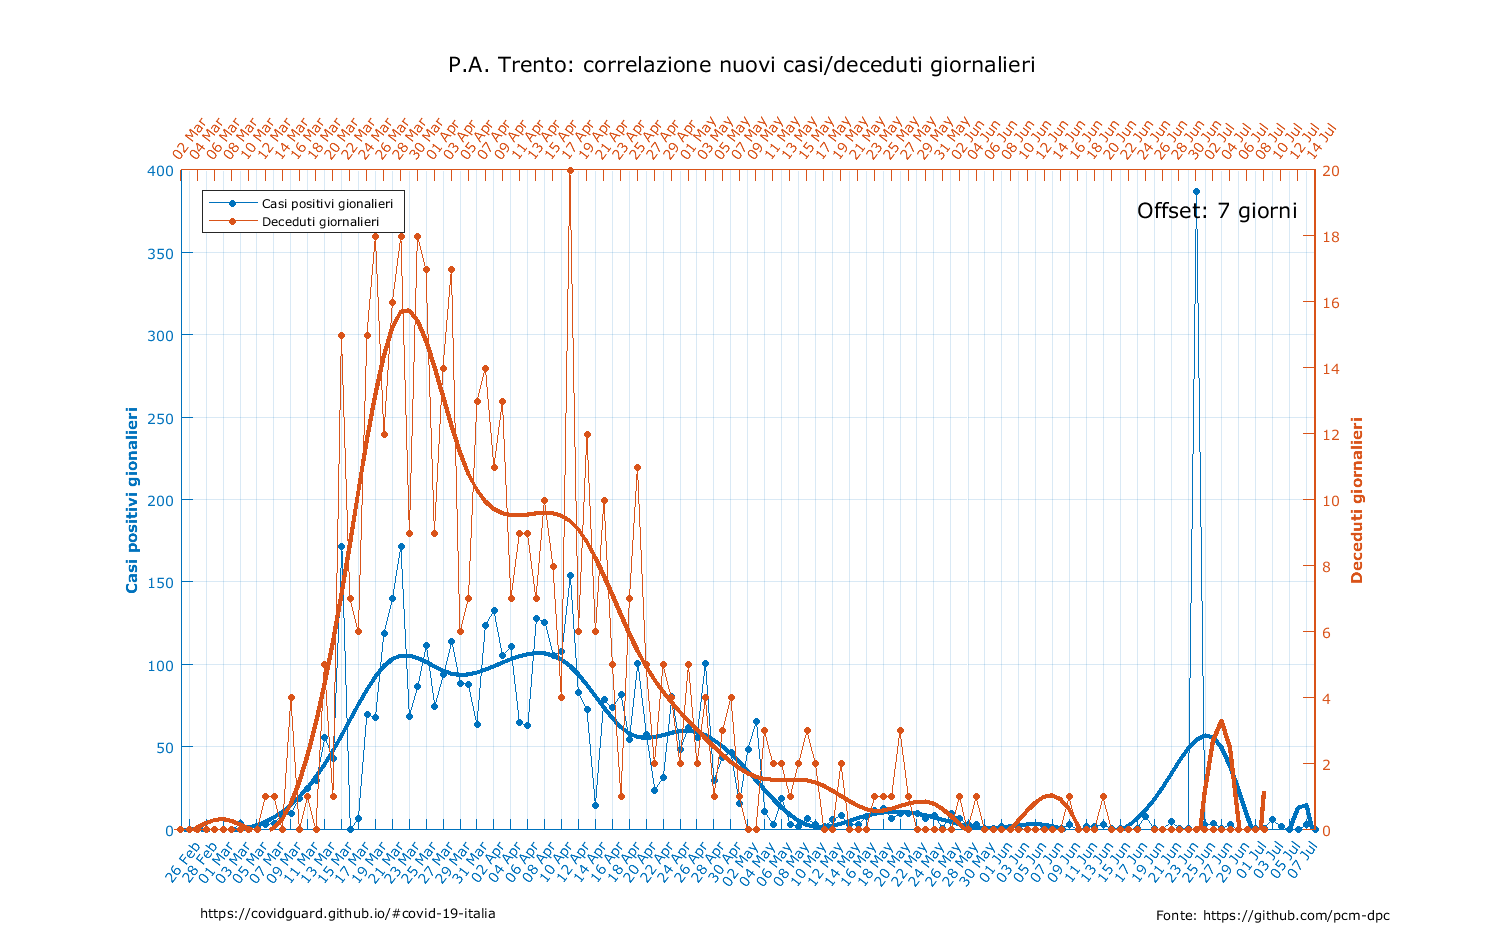 P.A. Trento: correlazione nuovi casi/deceduti giornalieri
02 Mar
04 Mar
06 Mar
08 Mar
10 Mar
12 Mar
14 Mar
16 Mar
18 Mar
20 Mar
22 Mar
24 Mar
26 Mar
28 Mar
30 Mar
01 Apr
03 Apr
05 Apr
07 Apr
09 Apr
11 Apr
13 Apr
15 Apr
17 Apr
19 Apr
21 Apr
23 Apr
25 Apr
27 Apr
29 Apr
01 May
03 May
05 May
07 May
09 May
11 May
13 May
15 May
17 May
19 May
21 May
23 May
25 May
27 May
29 May
31 May
02 Jun
04 Jun
06 Jun
08 Jun
10 Jun
12 Jun
14 Jun
16 Jun
18 Jun
20 Jun
22 Jun
24 Jun
26 Jun
28 Jun
30 Jun
02 Jul
04 Jul
06 Jul
08 Jul
10 Jul
12 Jul
14 Jul
Casi positivi gionalieri
Deceduti giornalieri
Offset: 7 giorni
400
350
300
250
200
150
100
50
0
Casi positivi gionalieri
20
18
16
14
12
10
8
6
4
2
0
Deceduti giornalieri
26 Feb
28 Feb
01 Mar
03 Mar
05 Mar
07 Mar
09 Mar
11 Mar
13 Mar
15 Mar
17 Mar
19 Mar
21 Mar
23 Mar
25 Mar
27 Mar
29 Mar
31 Mar
02 Apr
04 Apr
06 Apr
08 Apr
10 Apr
12 Apr
14 Apr
16 Apr
18 Apr
20 Apr
22 Apr
24 Apr
26 Apr
28 Apr
30 Apr
02 May
04 May
06 May
08 May
10 May
12 May
14 May
16 May
18 May
20 May
22 May
24 May
26 May
28 May
30 May
01 Jun
03 Jun
05 Jun
07 Jun
09 Jun
11 Jun
13 Jun
15 Jun
17 Jun
19 Jun
21 Jun
23 Jun
25 Jun
27 Jun
29 Jun
01 Jul
03 Jul
05 Jul
07 Jul
https://covidguard.github.io/#covid-19-italia
Fonte: https://github.com/pcm-dpc